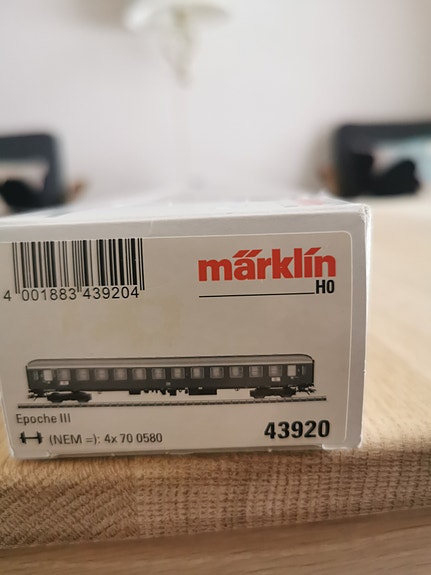 märklin
H0
4 001883 439204
Epoche III
(NEM =): 4x 70 0580
43920